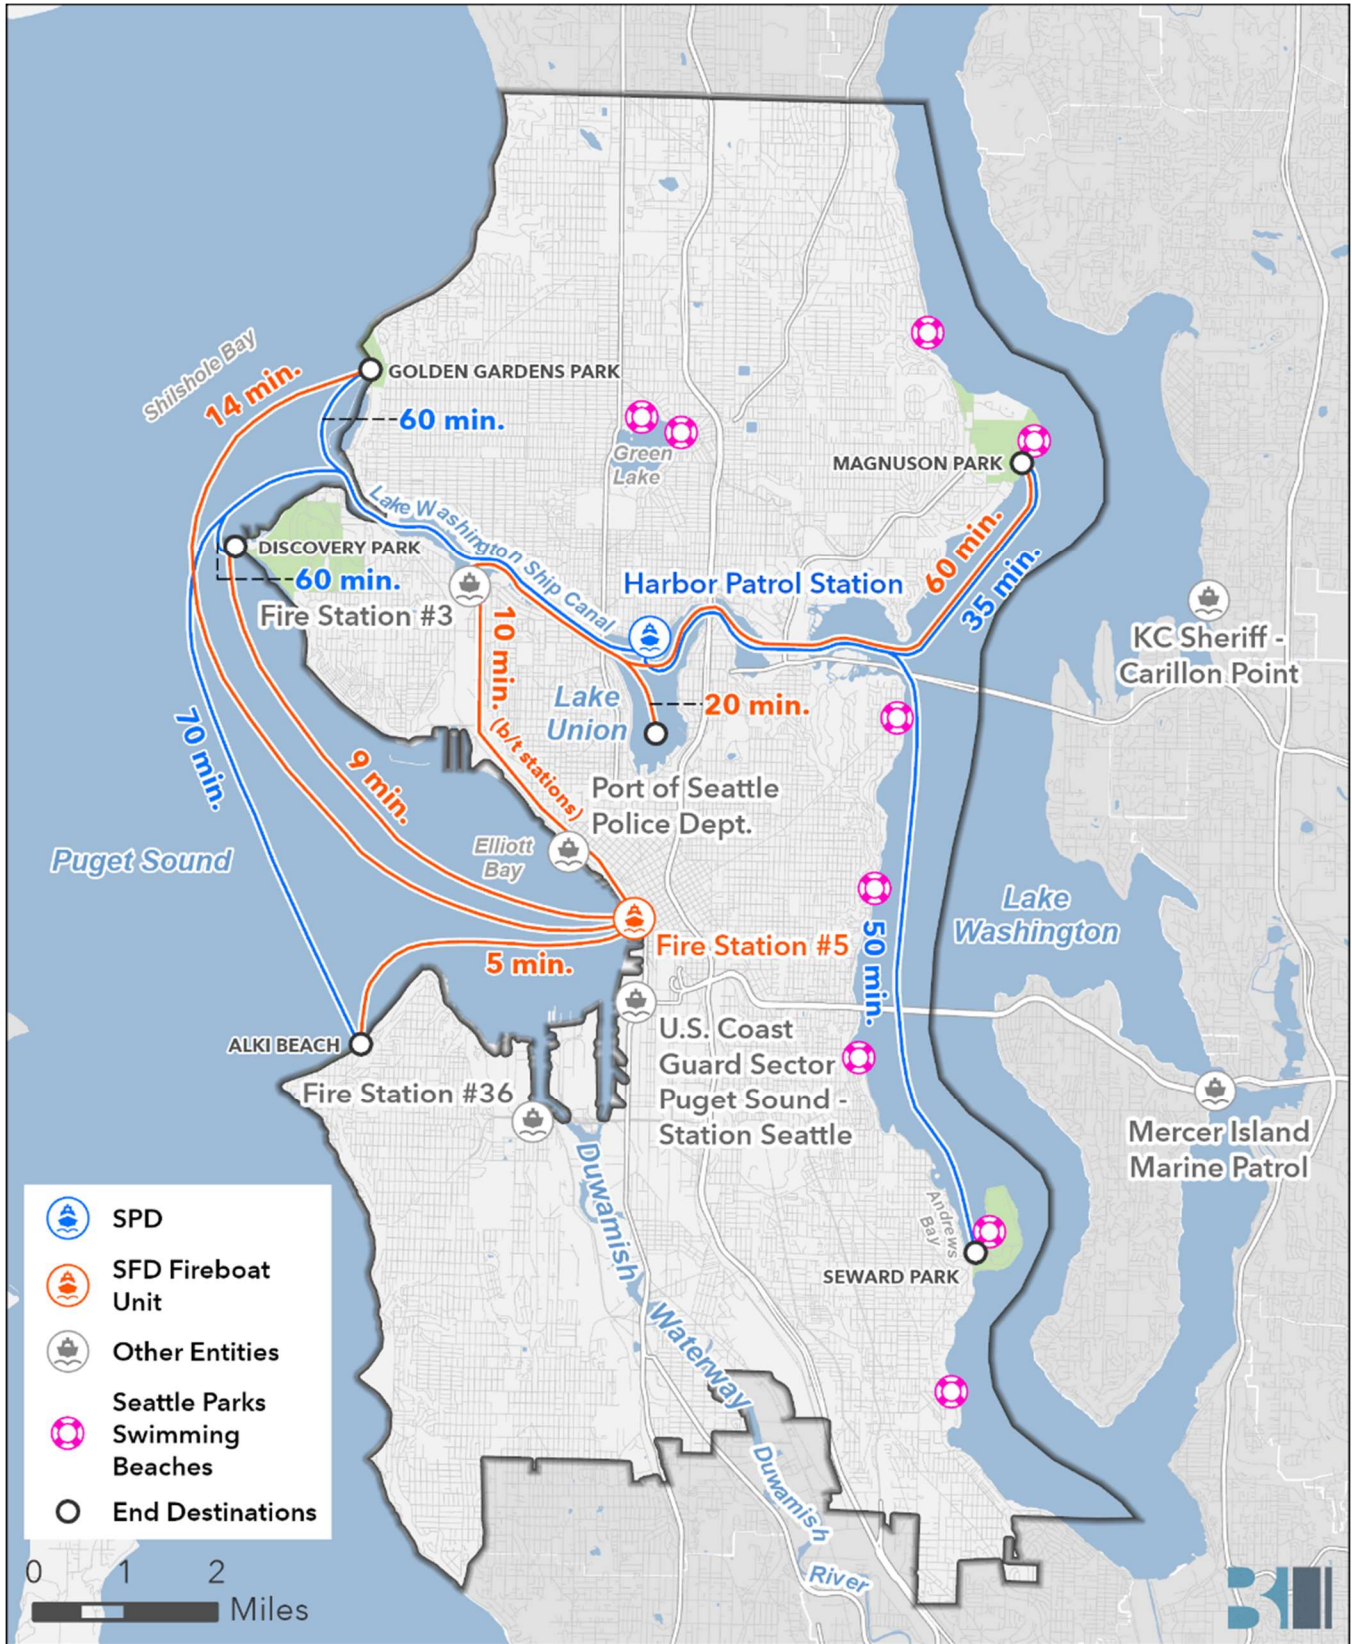 Shilshole Bay
14 min.
GOLDEN GARDENS PARK
60 min.
Green
Lake
MAGNUSON PARK
Lake Washington Ship Canal
DISCOVERY PARK
60 min.
Fire Station #3
Harbor Patrol Station
60 min.
35 min.
KC Sheriff -
Carillon Point
10 min.
(b/t stations)
Lake
Union
20 min.
70 min.
9 min.
Port of Seattle
Police Dept.
Puget Sound
Elliott
Bay
Lake
Washington
Fire Station #5
5 min.
50 min.
ALKI BEACH
U.S. Coast
Guard Sector
Puget Sound -
Station Seattle
Fire Station #36
Mercer Island
Marine Patrol
Duwamish
Waterway
Andrews
Bay
SEWARD PARK
Duwamish
River
SPD
SFD Fireboat
Unit
Other Entities
Seattle Parks
Swimming
Beaches
End Destinations
0 1 2
Miles